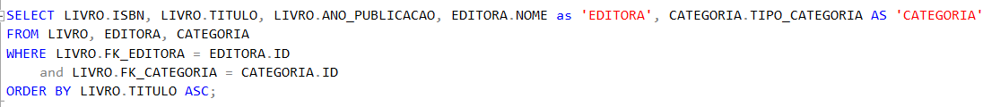 SELECT LIVRO.ISBN, LIVRO.TITULO, LIVRO.ANO_PUBLICACAO, EDITORA.NOME as 'EDITORA', CATEGORIA.TIPO_CATEGORIA AS 'CATEGORIA'
FROM LIVRO, EDITORA, CATEGORIA
WHERE LIVRO.FK_EDITORA = EDITORA.ID
    and LIVRO.FK_CATEGORIA = CATEGORIA.ID
ORDER BY LIVRO.TITULO ASC;